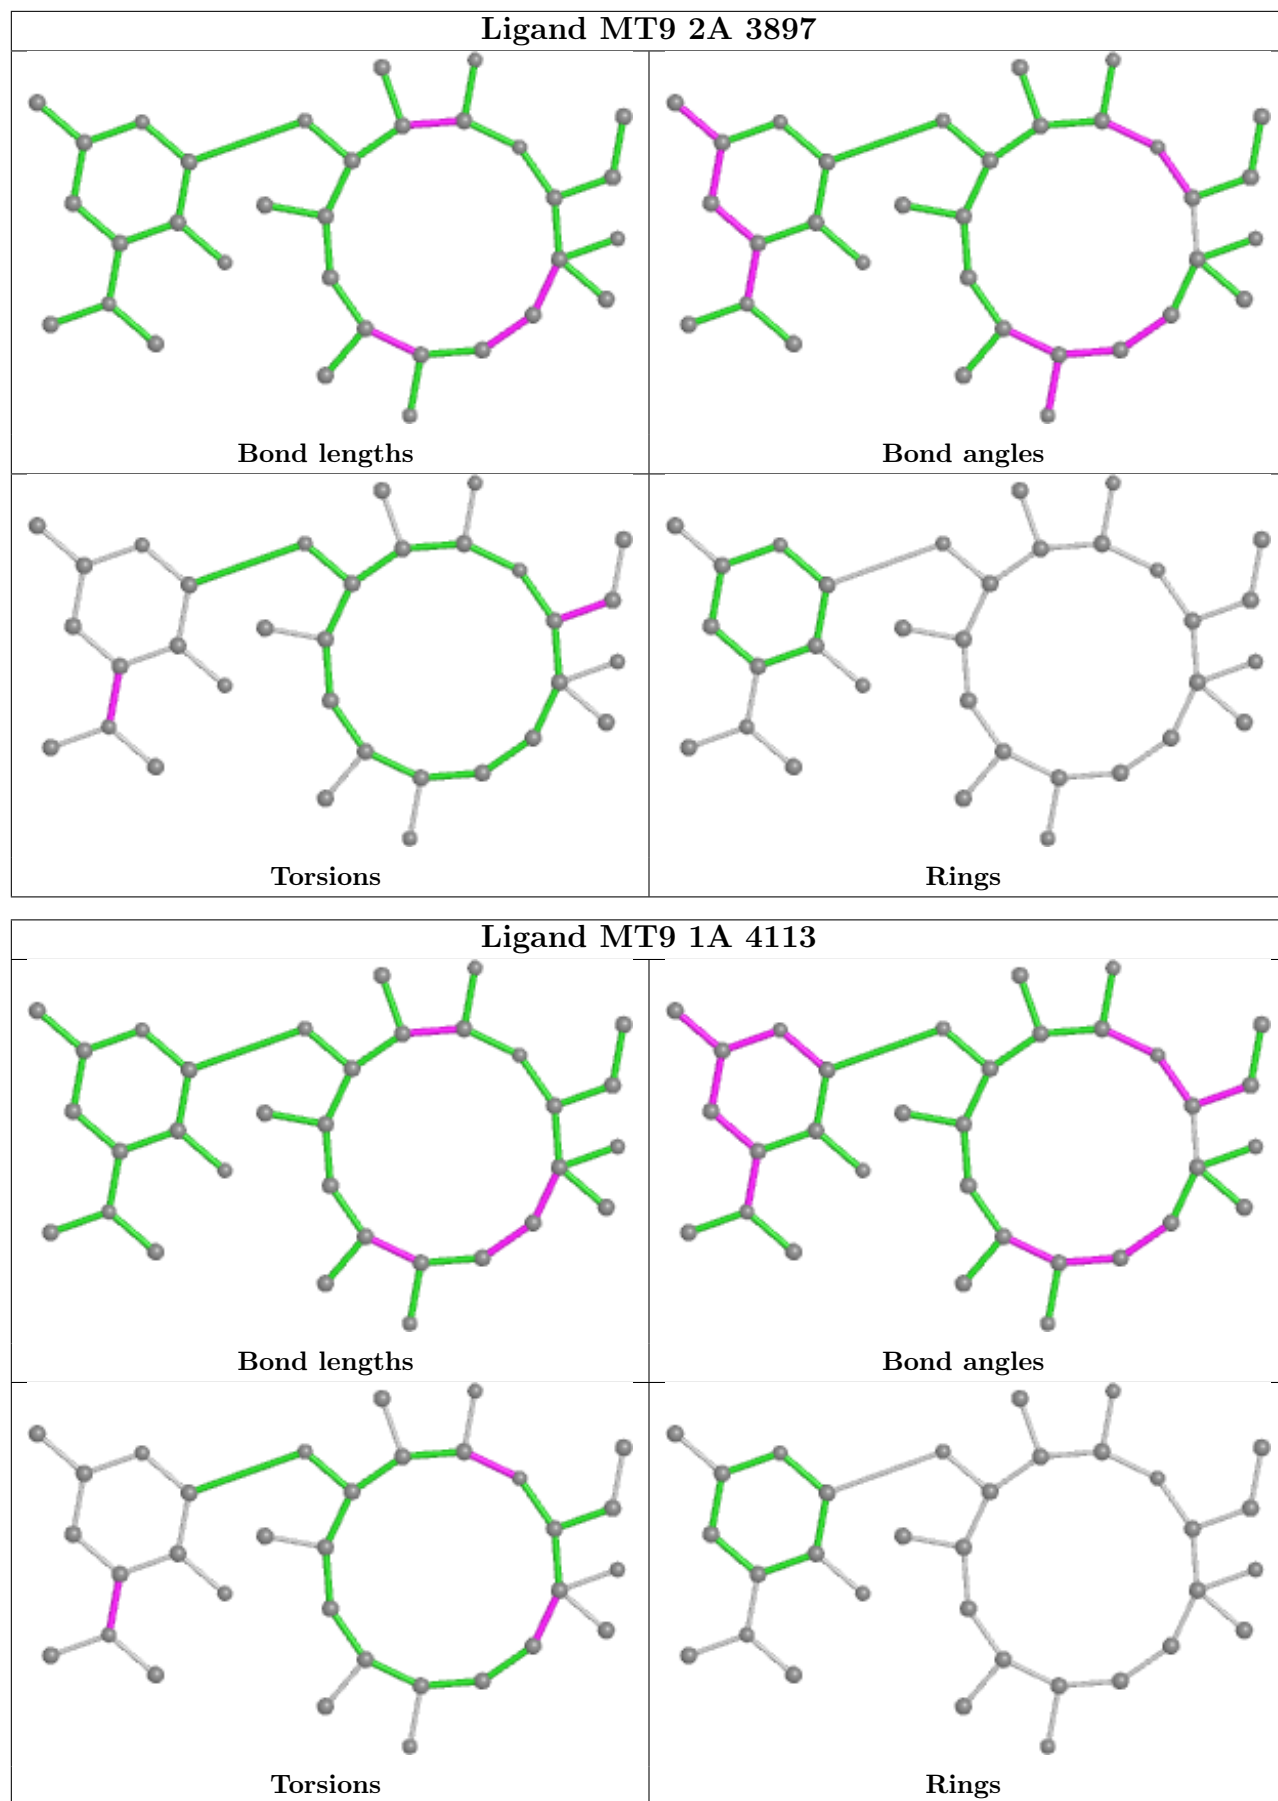 Ligand MT9 2A 3897
Bond lengths
Bond angles
Torsions
Rings
Ligand MT9 1A 4113
Bond lengths
Bond angles
Torsions
Rings